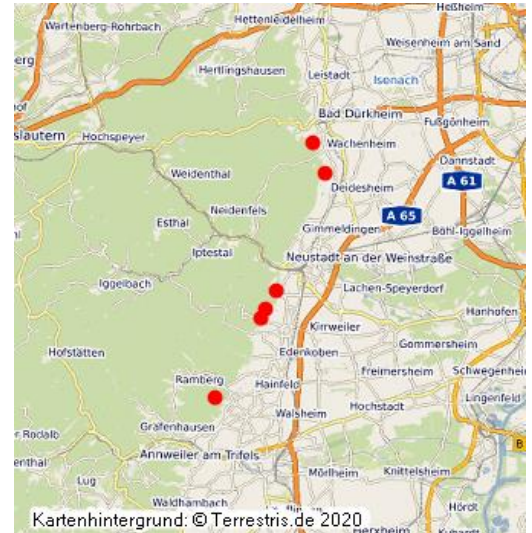 Heßheim
Wartenberg-Rohrbach
Hettenleidelheim
Weisenheim am Sand
Hertlingshausen
Leistadt
Isenach
Bad Dürkheim
Fußgönheim
slautern
Hochspeyer
Wachenheim
Dannstadt
Weidenthal
Deidesheim
A 61
Neidenfels
A 65
Esthal
Gimmeldingen
Böhl-Iggelheim
Iptestal
Neustadt an der Weinstraße
Iggelbach
Lachen-Speyerdorf
Hanhofen
Kirrweiler
Hofstätten
Edenkoben
Gommersheim
Schwegenheim
Ramberg
Hainfeld
Freimersheim
Lingenfeld
Gräfenhausen
Walsheim
Hochstadt
er Rodalb
B
Annweiler am Trifels
enthal
Mörlheim
Knittelsheim
Lug
Waldhambach
Hördt
Kartenhintergrund: © Terrestris.de 2020